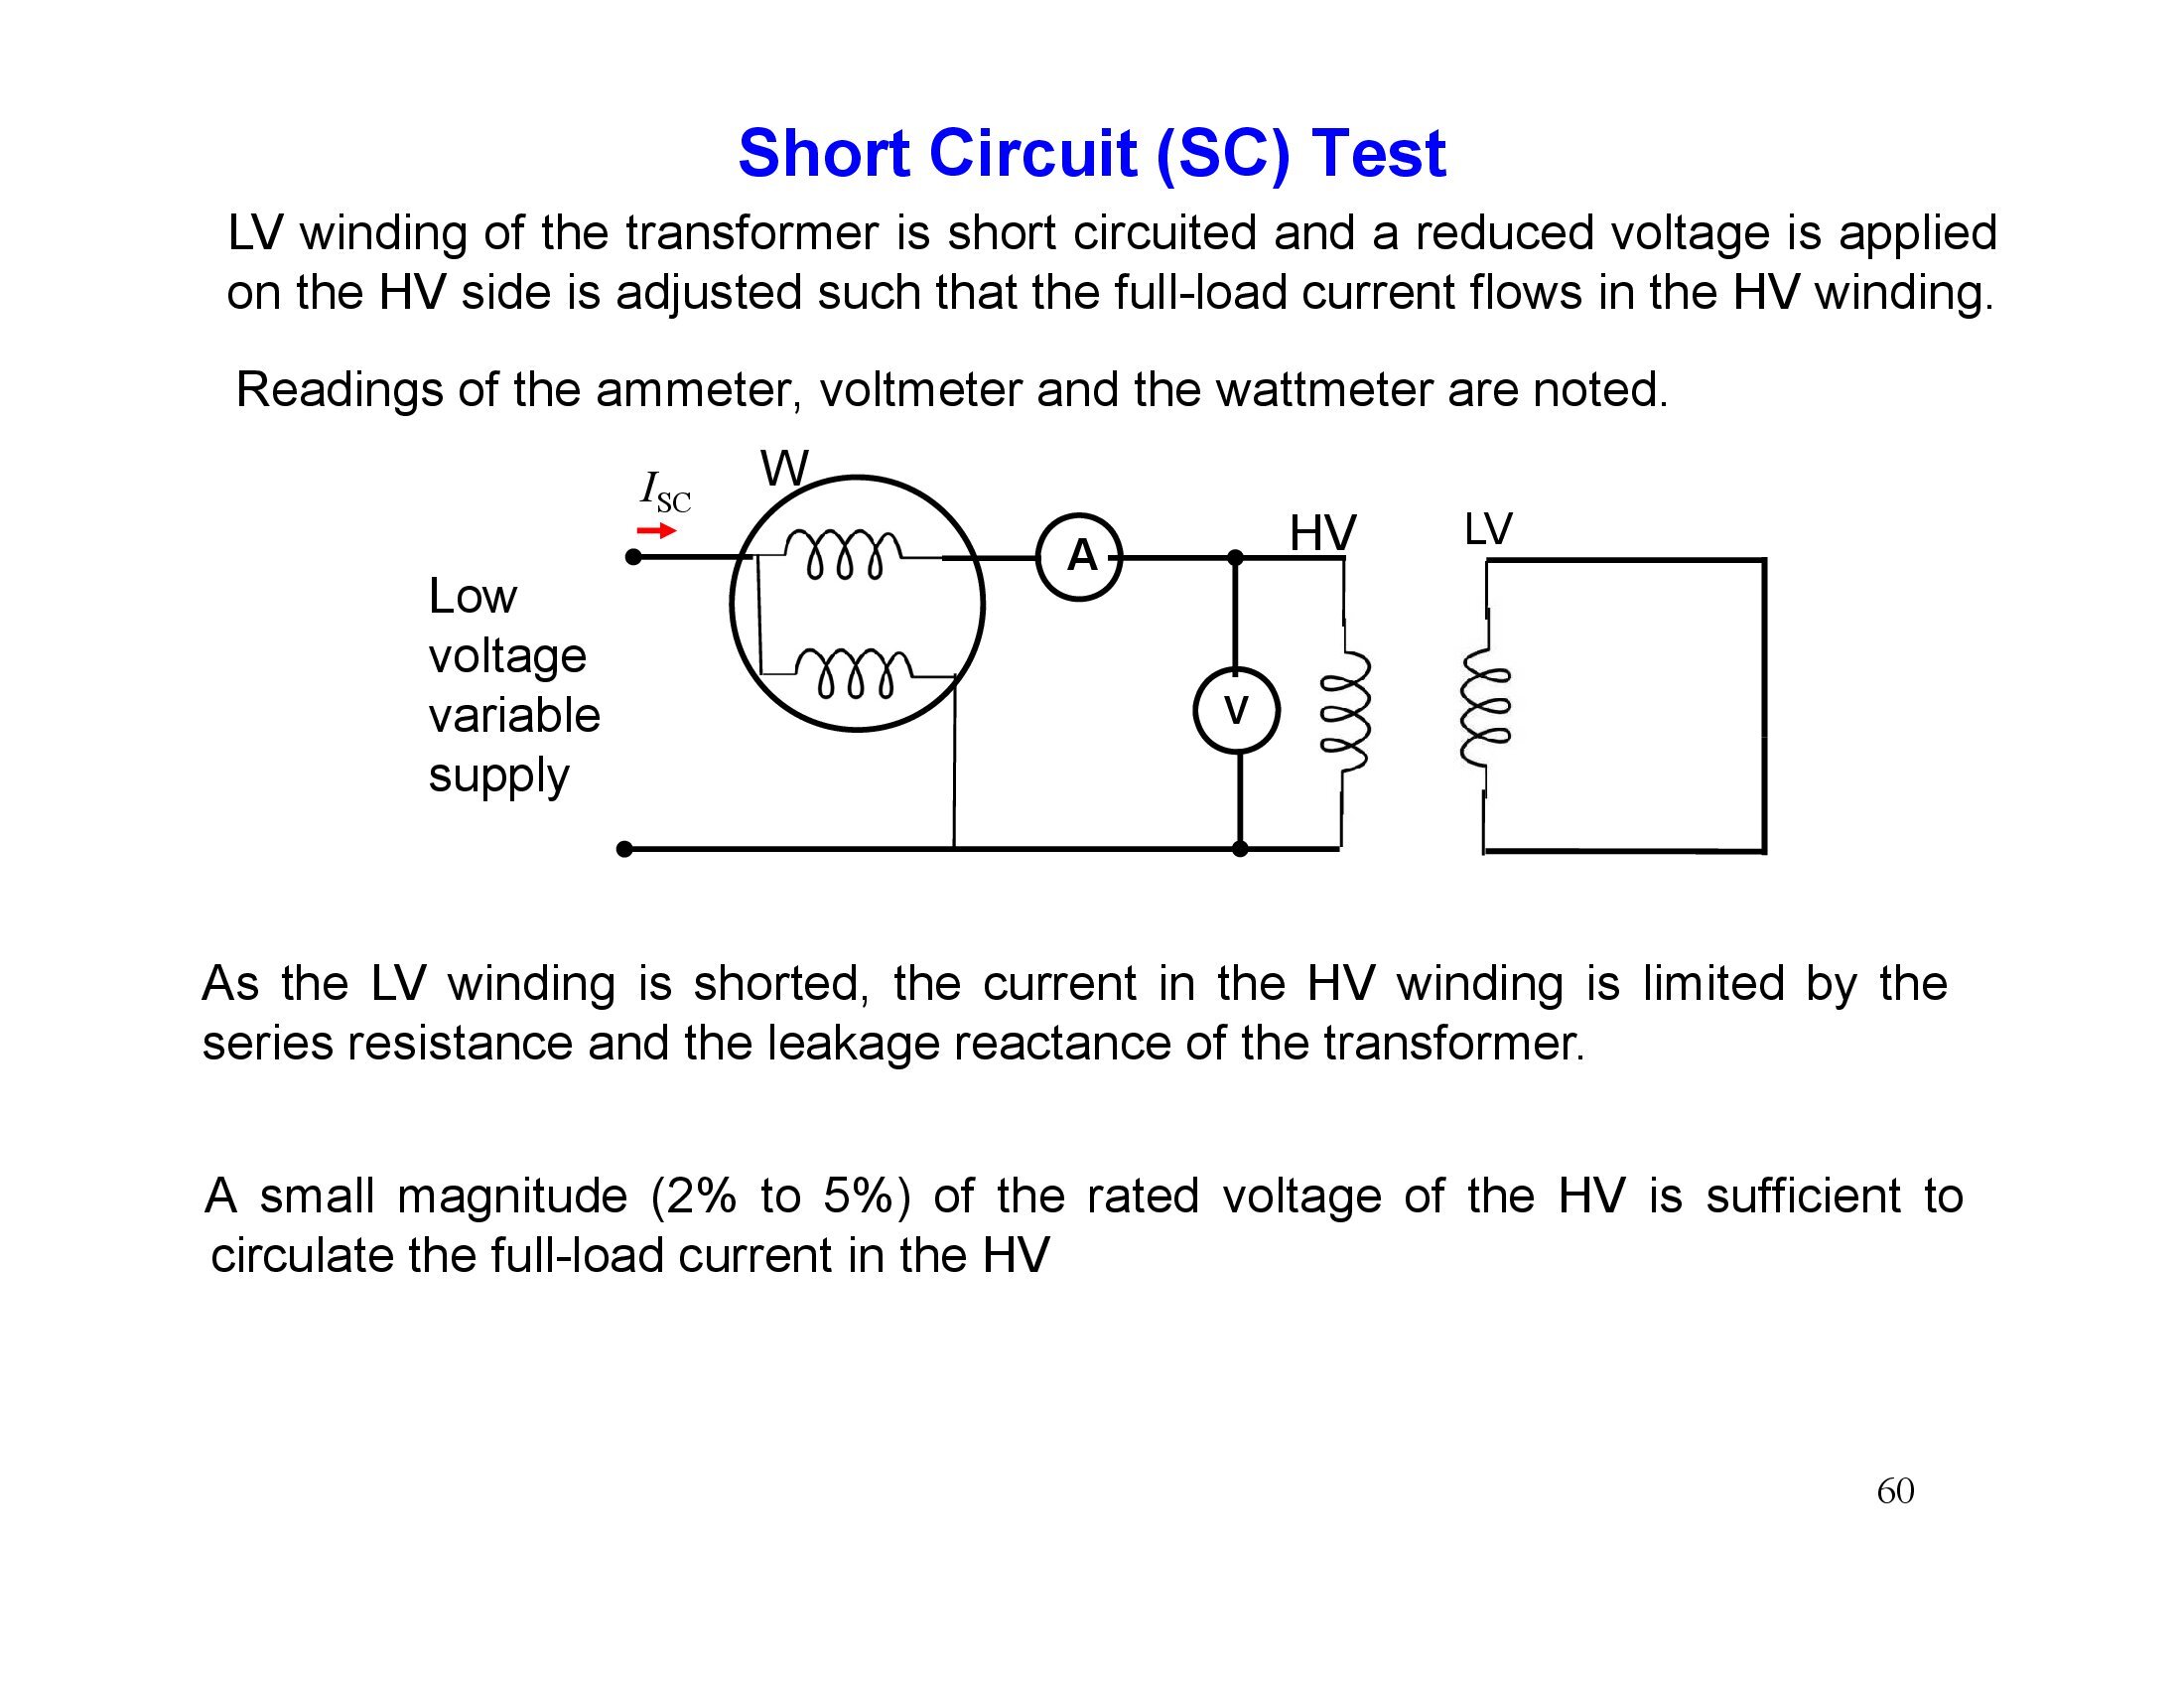 Short Circuit (SC) Test
LV winding of the transformer is short circuited and a reduced voltage is applied
on the HV side is adjusted such that the full-load current flows in the HV winding.
Readings of the ammeter, voltmeter and the wattmeter are noted.
W
I SC
HV
LV
A
Low
voltage
variable
supply
V
As the LV winding is shorted, the current in the HV winding is limited by the
series resistance and the leakage reactance of the transformer.
A small magnitude (2% to 5%) of the rated voltage of the HV is sufficient to
circulate the full-load current in the HV
60